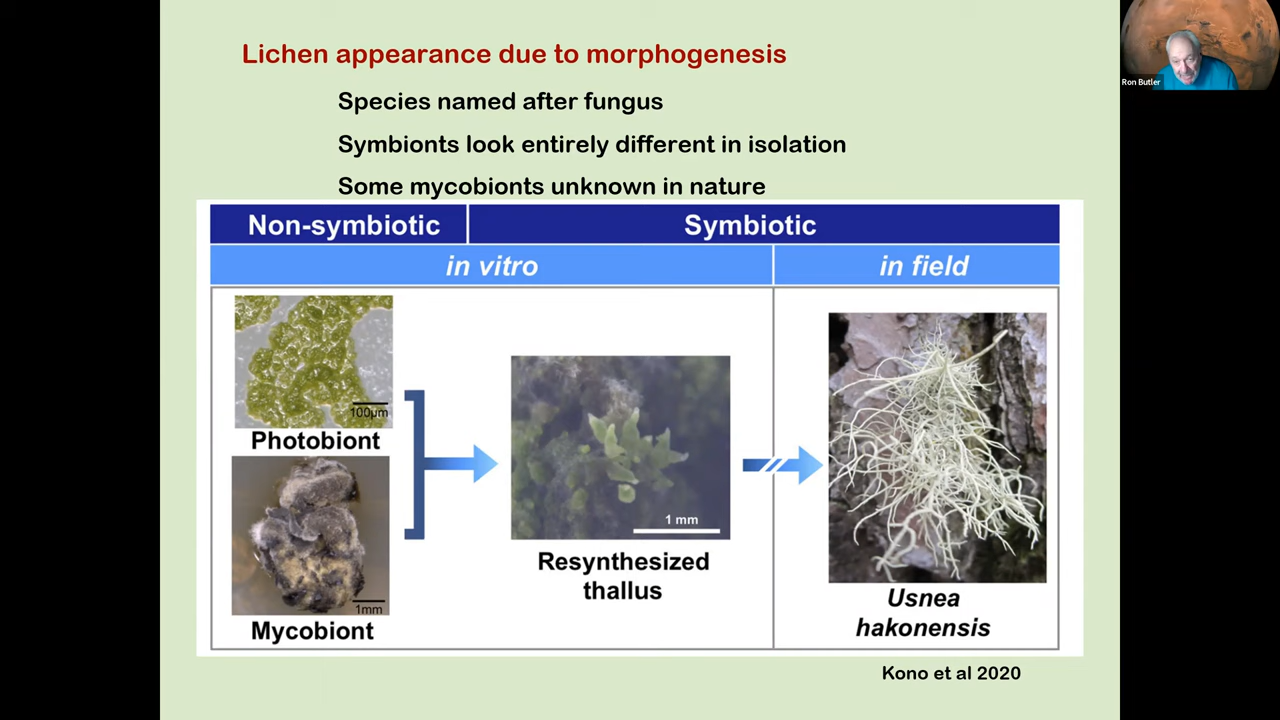 Lichen appearance due to morphogenesis
Species named after fungus
Symbionts look entirely different in isolation
Some mycobionts unknown in nature
Non-symbiotic
Symbiotic
in vitro
in field
100µm
Photobiont
1mm
Mycobiont
1 mm
Resynthesized
thallus
Usnea
hakonensis
Kono et al 2020
Ron Butler